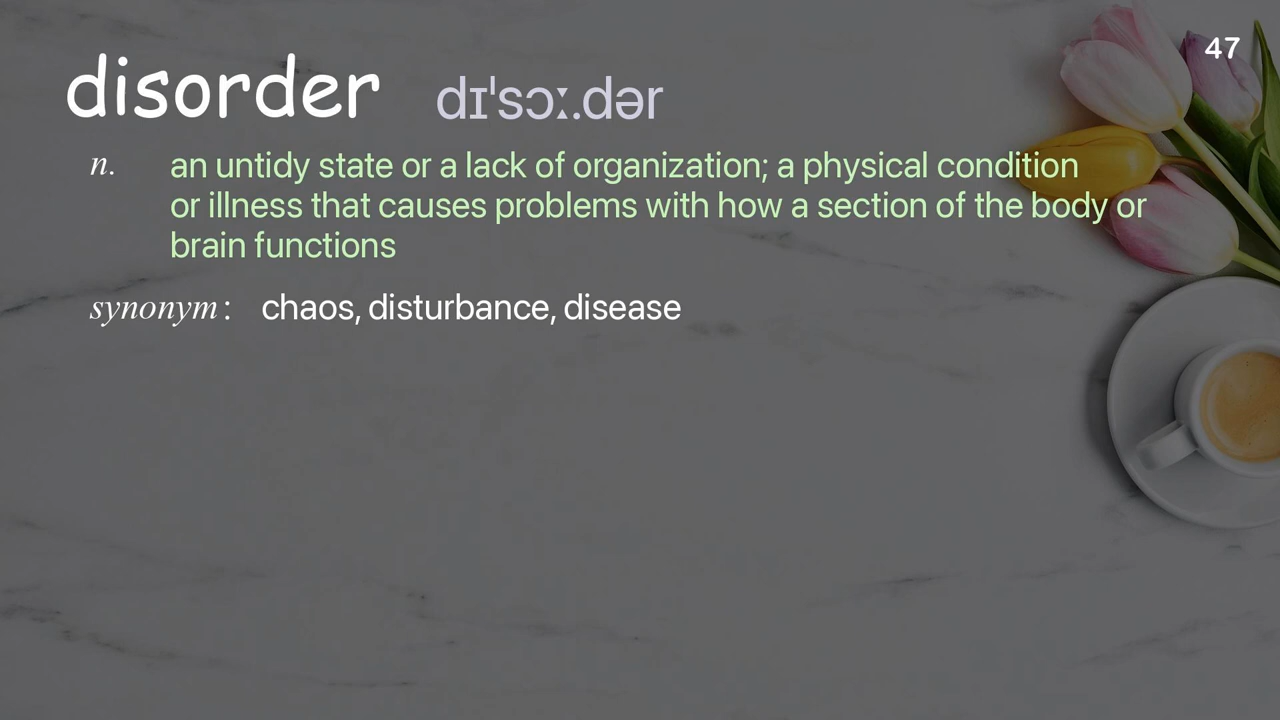 47
disorder dɪˈsɔː.dər
n. an untidy state or a lack of organization; a physical condition
or illness that causes problems with how a section of the body or
brain functions
synonym : chaos, disturbance, disease